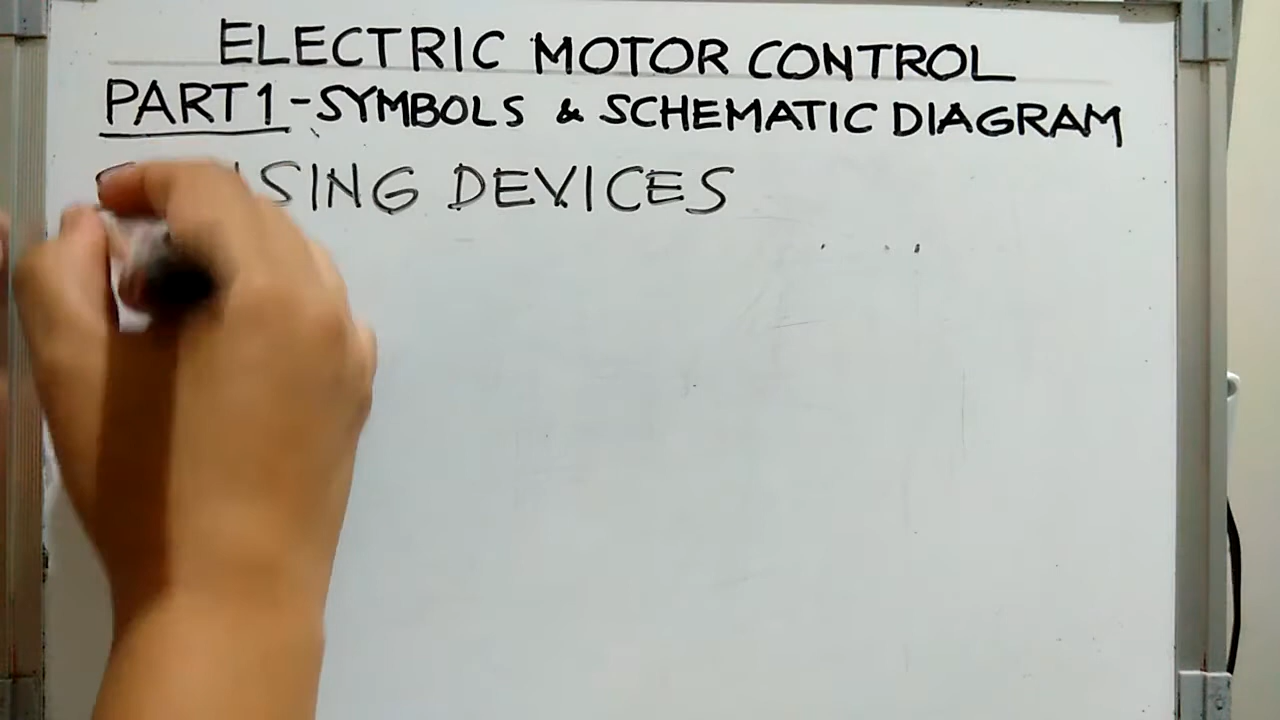 ELECTRIC MOTOR CONTROL
PART 1 - SYMBOLS & SCHEMATIC DIAGRAM
DEVICES